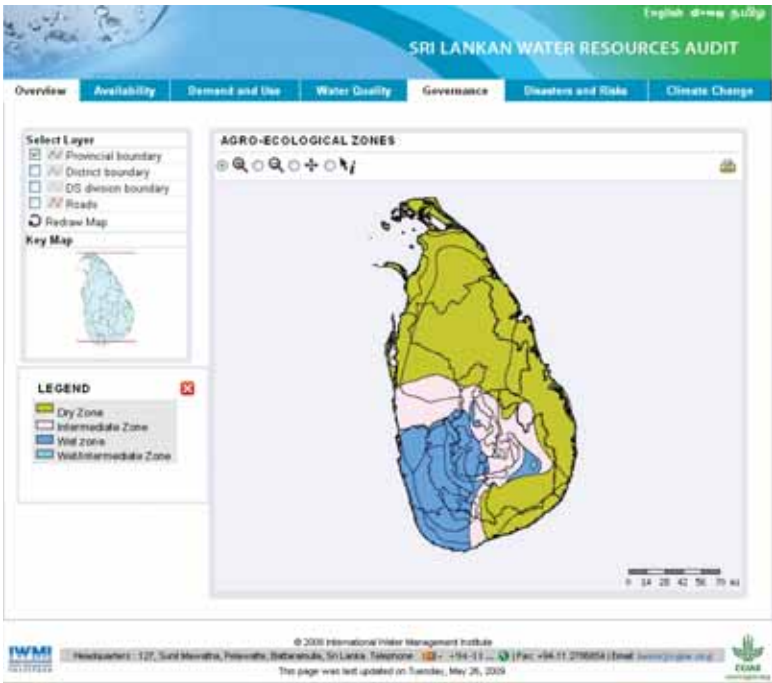 English සිංහල தமிழ்
SRI LANKAN WATER RESOURCES AUDIT
Overview Availability Demand and Use Water Quality Governance Disasters and Risks Climate Change
Select Layer
Provincial boundary
District boundary
DS division boundary
Roads
Redraw Map
Key Map
AGRO-ECOLOGICAL ZONES
LEGEND
Dry Zone
Intermediate Zone
Wet zone
Wet/Intermediate Zone
0 14 28 42 56 70
IWMI
Headquarters : 127, Sunil Mawatha, Pelawatte, Battaramulla, Sri Lanka. Telephone
International Water Management Institute
This page was last updated on Tuesday, May 26, 2009
CGIAR